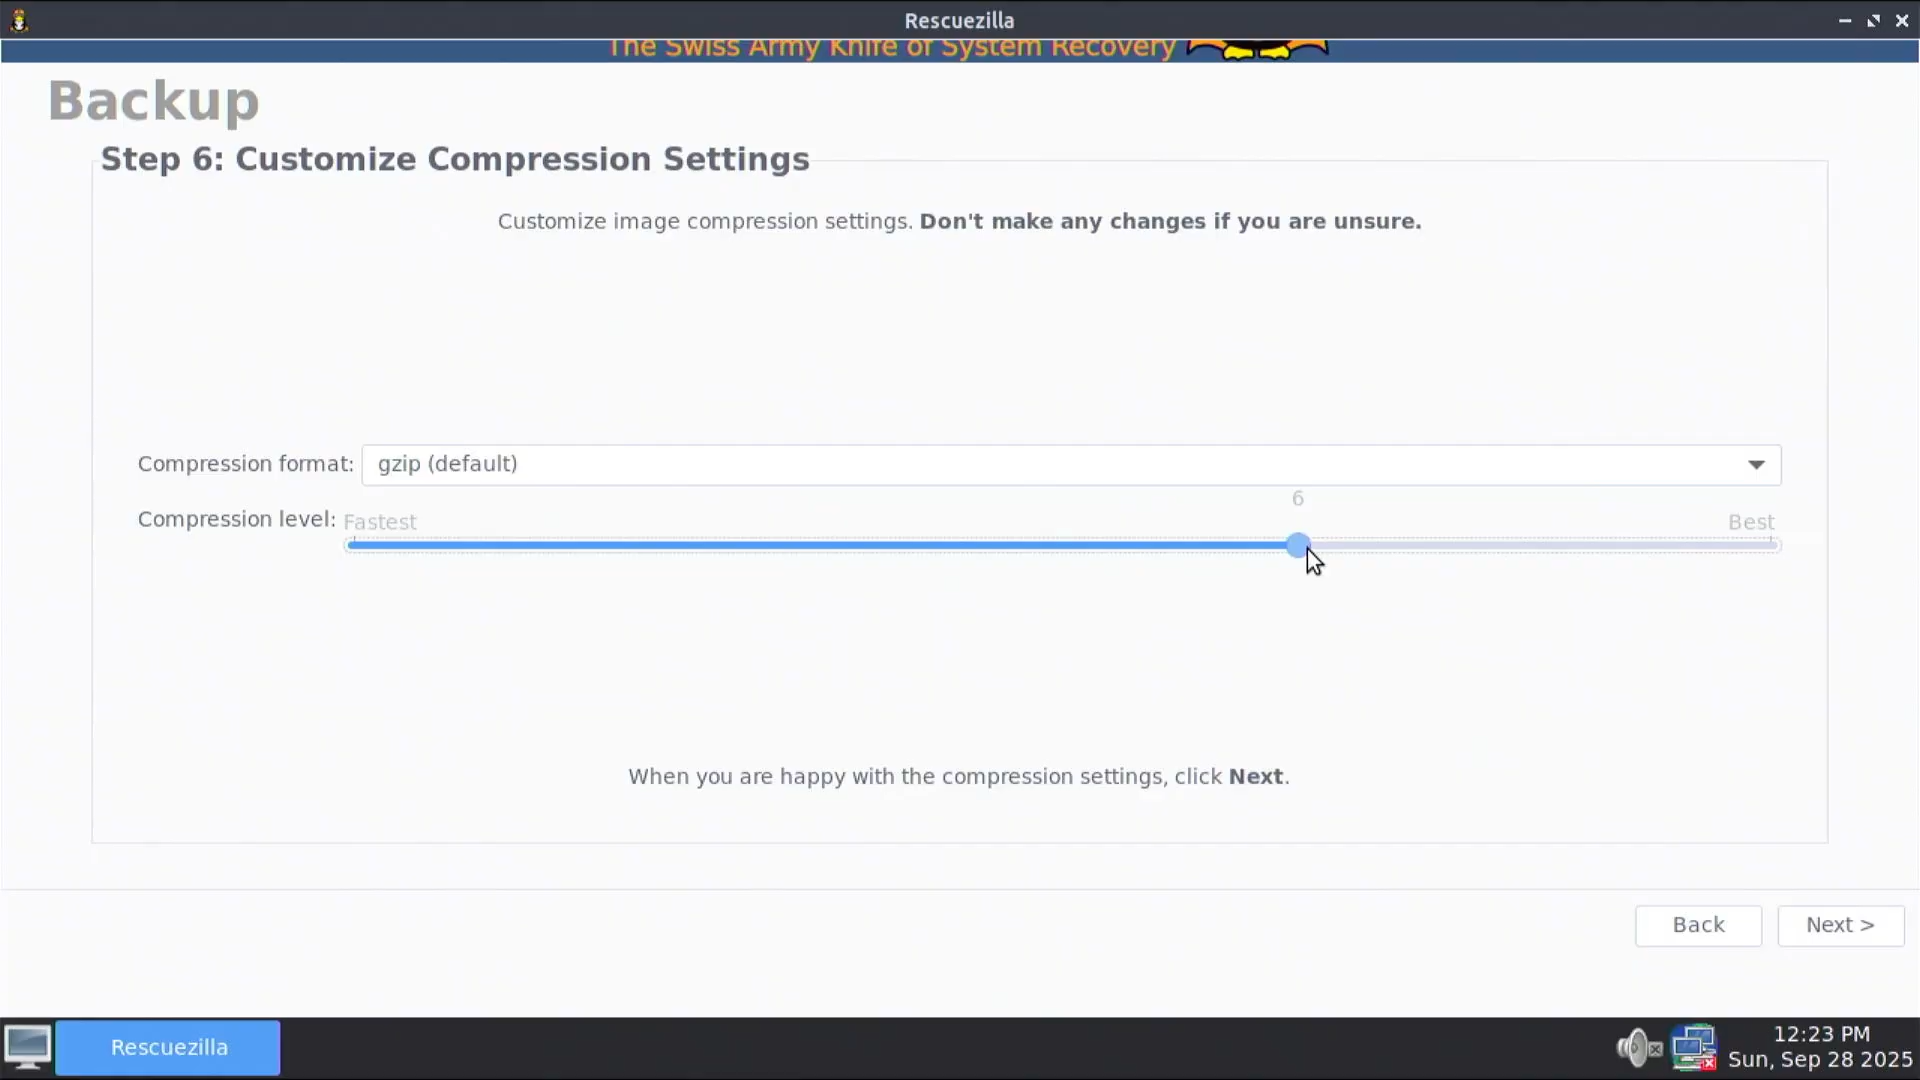 Rescuezilla
The Swiss Army Knife of System Recovery
Backup
Step 6: Customize Compression Settings
Customize image compression settings. Don't make any changes if you are unsure.
Compression format: gzip (default)
6
Compression level: Fastest Best
When you are happy with the compression settings, click Next.
Back Next >
Rescuezilla
12:23 PM
Sun, Sep 28 2025